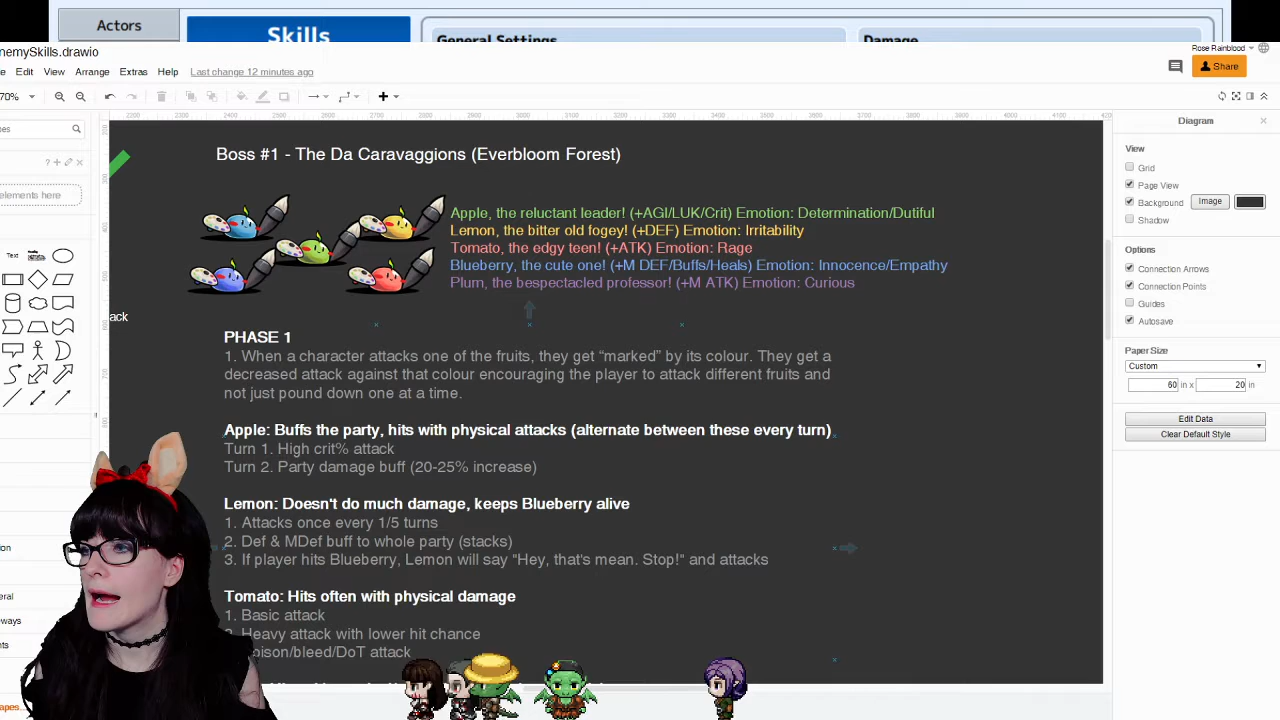 Actors
Skills
General Settings
Damage
nemySkills.drawio
Rose Rainblood
Edit View Arrange Extras Help Last change 12 minutes ago
Share
70%
Diagram
View
Grid
Page View
Background
Image
Shadow
Options
Connection Arrows
Connection Points
Guides
Autosave
Paper Size
Custom
60 in x 20 in
Edit Data
Clear Default Style
elements here
Text
ack
Boss #1 - The Da Caravaggions (Everbloom Forest)
Apple, the reluctant leader! (+AGI/LUK/Crit) Emotion: Determination/Dutiful
Lemon, the bitter old fogey! (+DEF) Emotion: Irritability
Tomato, the edgy teen! (+ATK) Emotion: Rage
Blueberry, the cute one! (+M DEF/Buffs/Heals) Emotion: Innocence/Empathy
Plum, the bespectacled professor! (+M ATK) Emotion: Curious
PHASE 1
1. When a character attacks one of the fruits, they get “marked” by its colour. They get a
decreased attack against that colour encouraging the player to attack different fruits and
not just pound down one at a time.
Apple: Buffs the party, hits with physical attacks (alternate between these every turn)
Turn 1. High crit% attack
Turn 2. Party damage buff (20-25% increase)
Lemon: Doesn't do much damage, keeps Blueberry alive
1. Attacks once every 1/5 turns
2. Def & MDef buff to whole party (stacks)
3. If player hits Blueberry, Lemon will say "Hey, that's mean. Stop!" and attacks
Tomato: Hits often with physical damage
1. Basic attack
2. Heavy attack with lower hit chance
oison/bleed/DoT attack